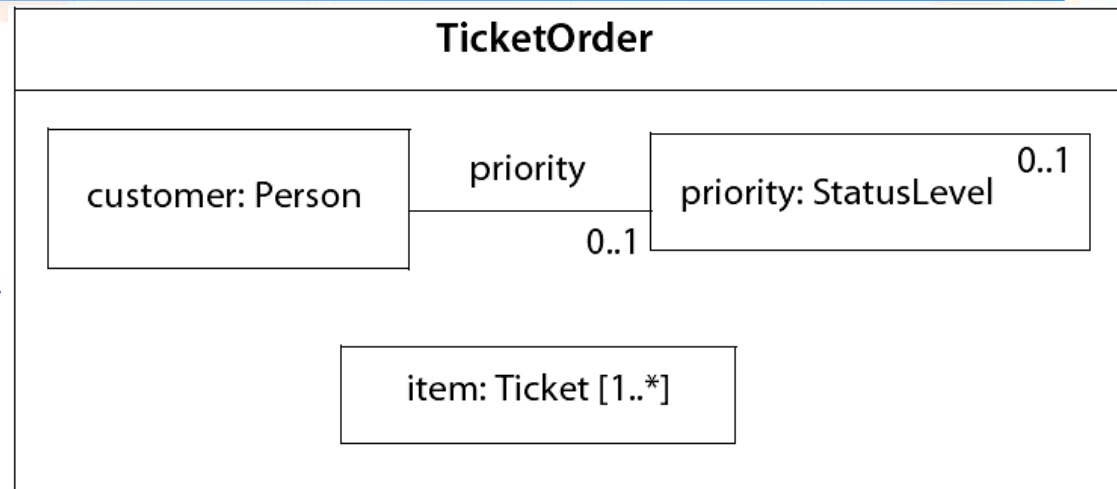 TicketOrder
customer: Person
priority
0..1
priority: StatusLevel
0..1
item: Ticket [1..*]